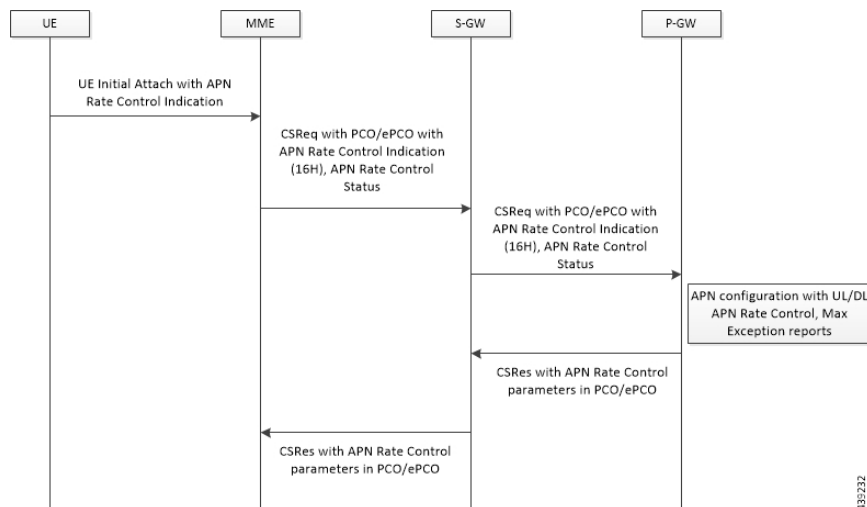 UE
MME
S-GW
P-GW
UE Initial Attach with APN
Rate Control Indication
CSReq with PCO/ePCO with
APN Rate Control Indication
(16H), APN Rate Control
Status
CSReq with PCO/ePCO with
APN Rate Control Indication
(16H), APN Rate Control
Status
APN configuration with UL/DL
APN Rate Control, Max
Exception reports
CSRes with APN Rate Control
parameters in PCO/ePCO
CSRes with APN Rate Control
parameters in PCO/ePCO
439232